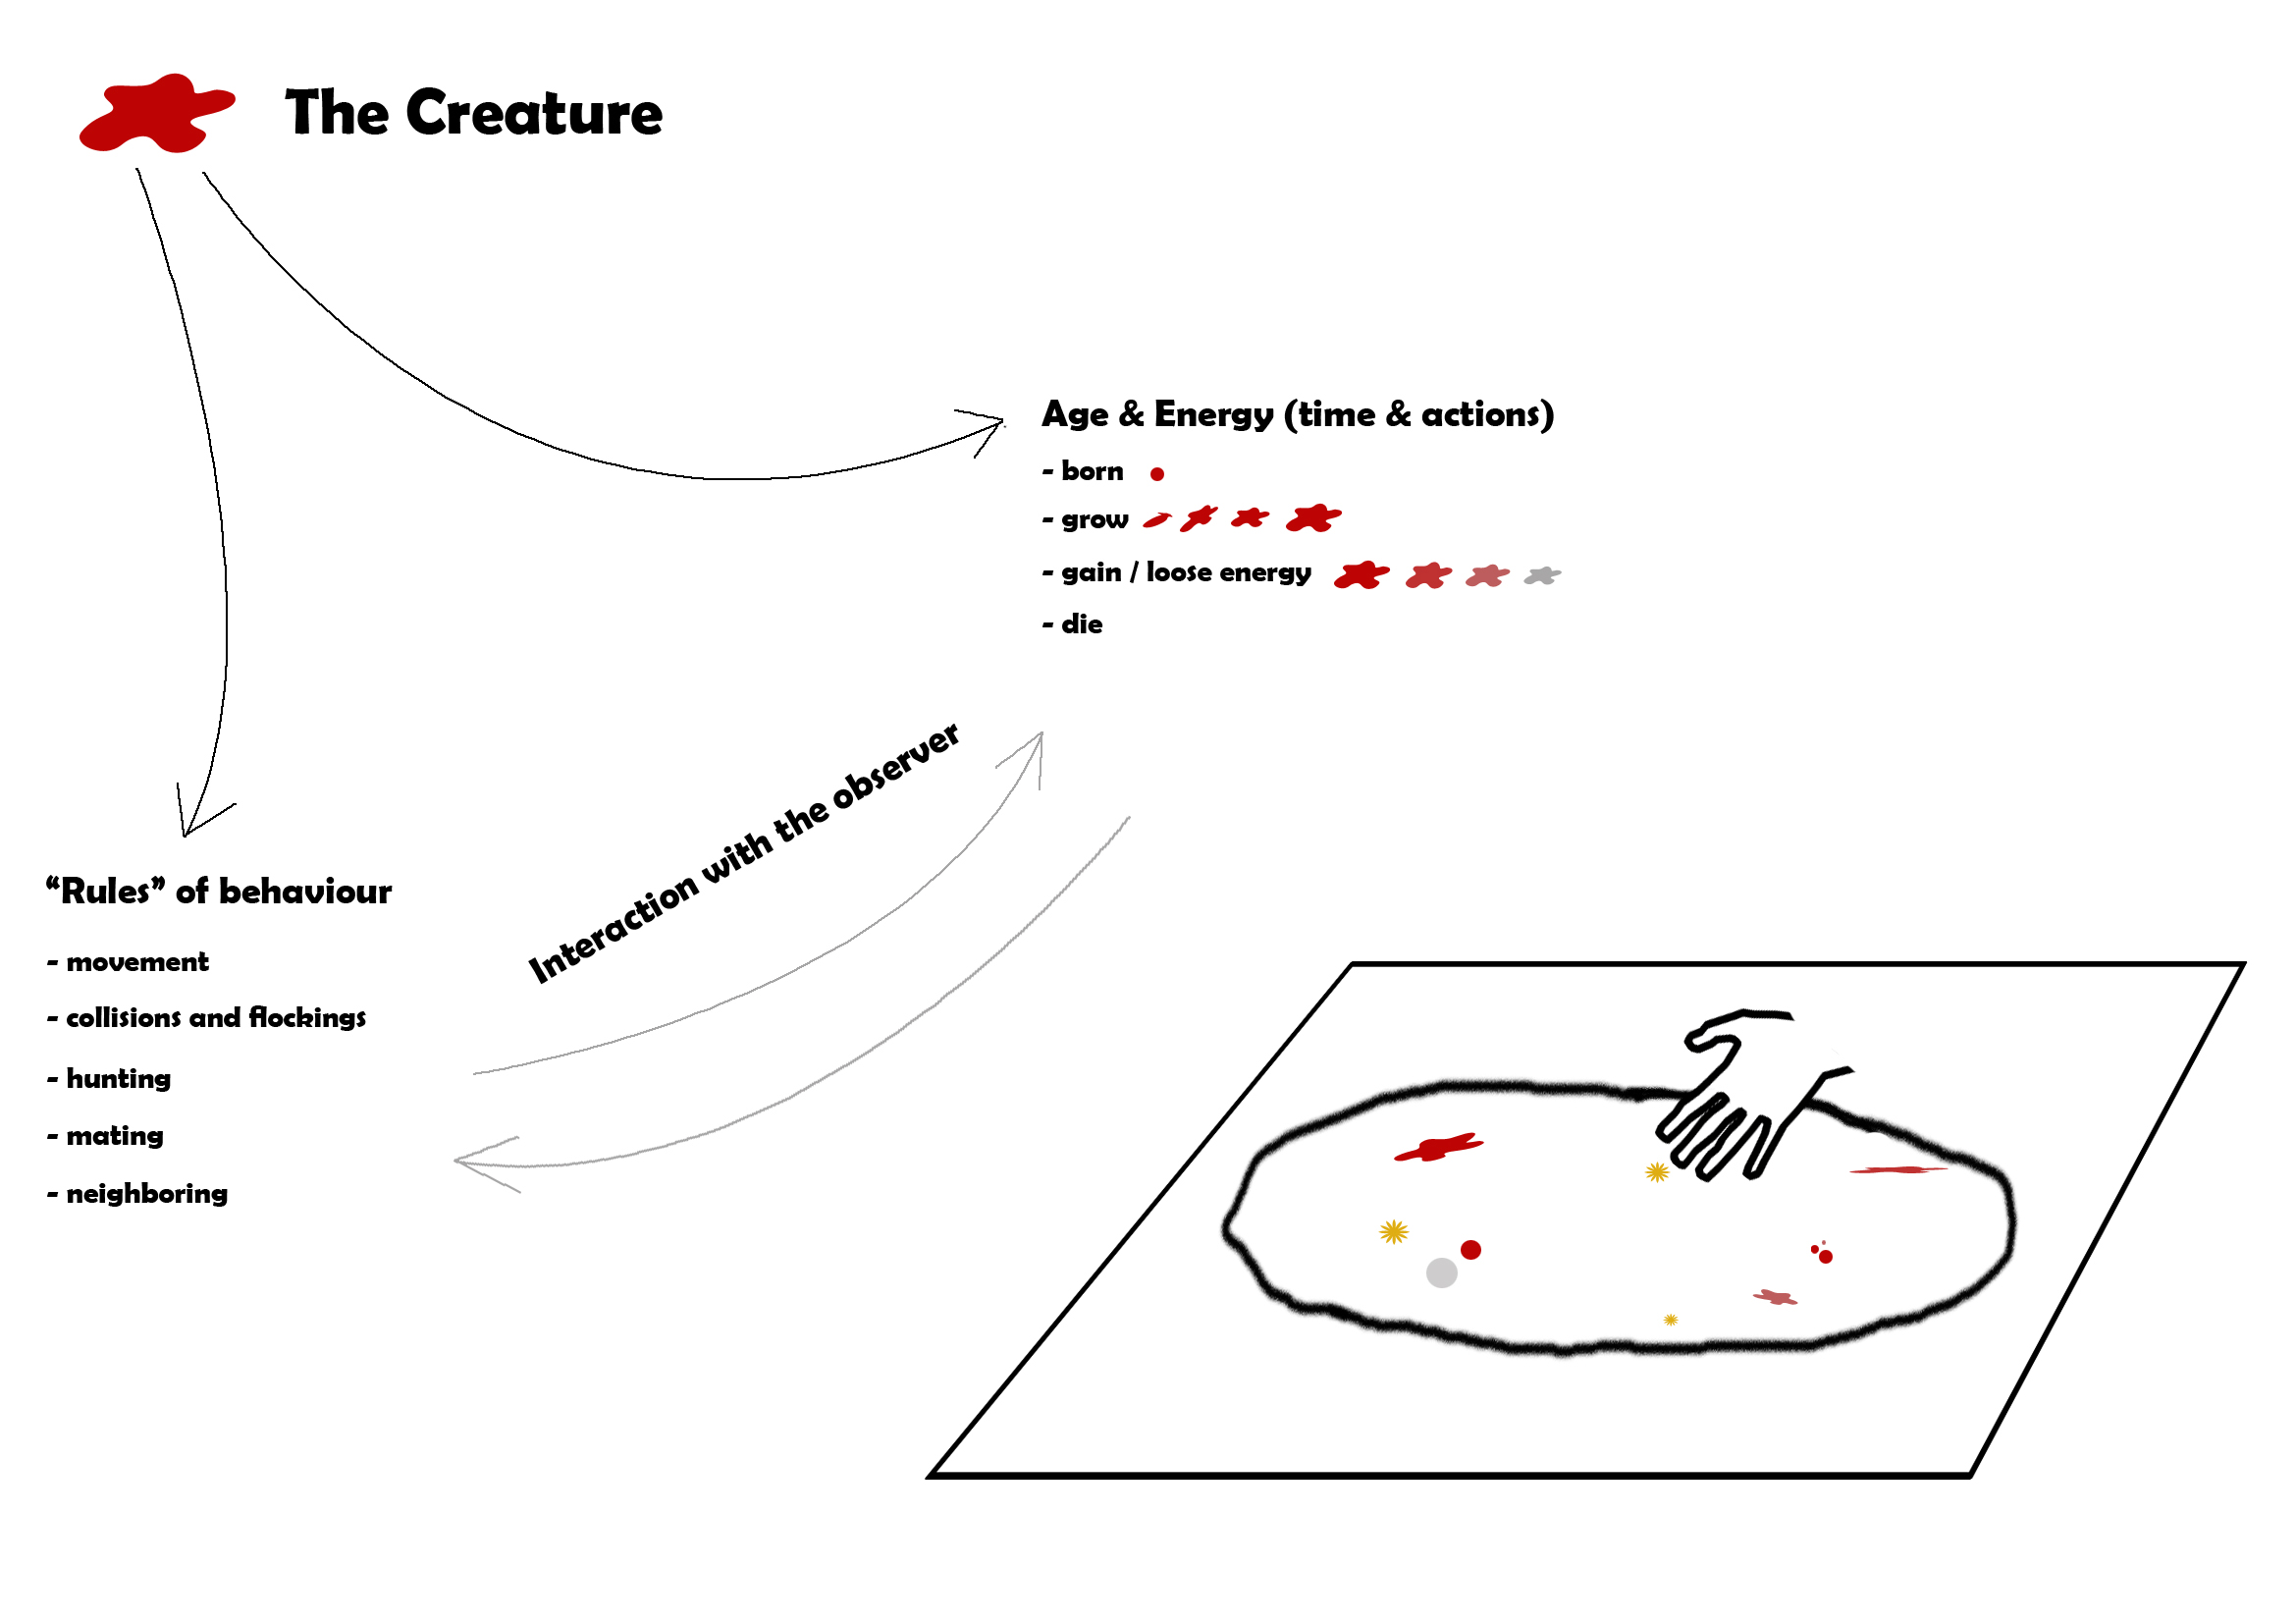 The Creature
Age & Energy (time & actions)
- born
- grow
- gain / loose energy
- die
Interaction with the observer
“Rules” of behaviour
- movement
- collisions and flockings
- hunting
- mating
- neighboring